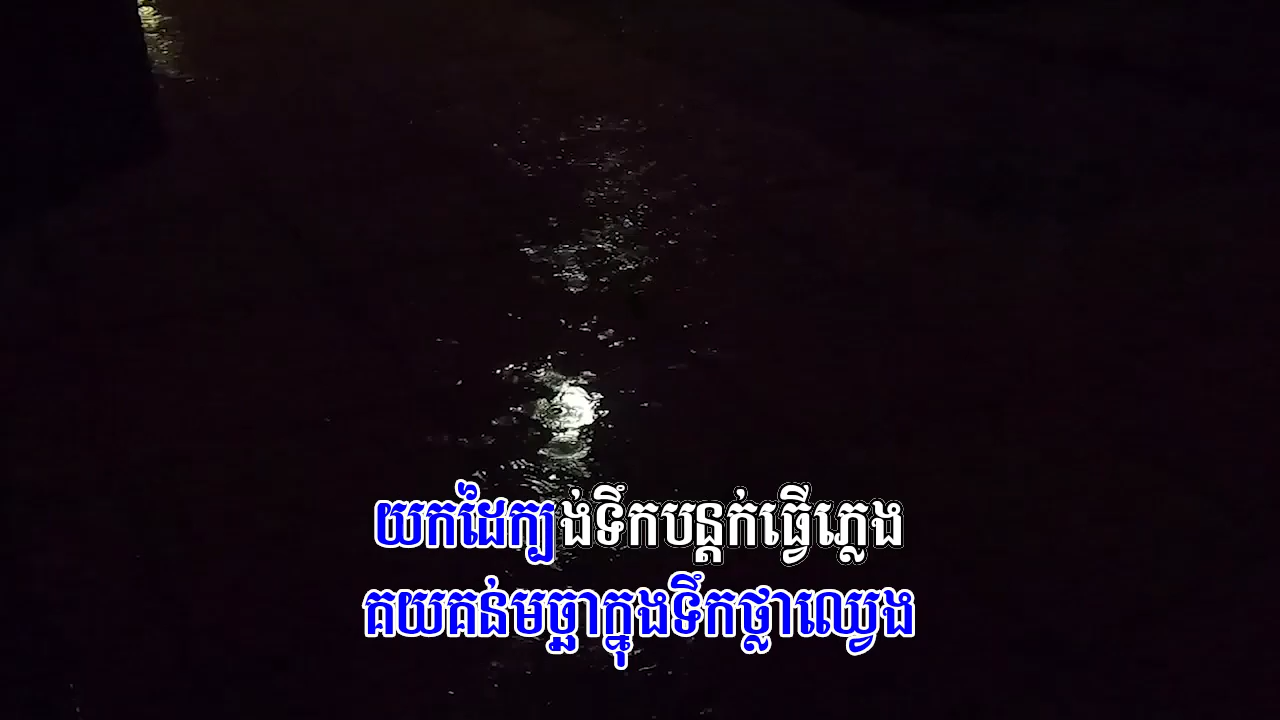 យកដៃក្បង់ទឹកបន្តក់ធ្វើភ្លេង
គយគន់មច្ឆាក្នុងទឹកថ្លាឈ្វេង